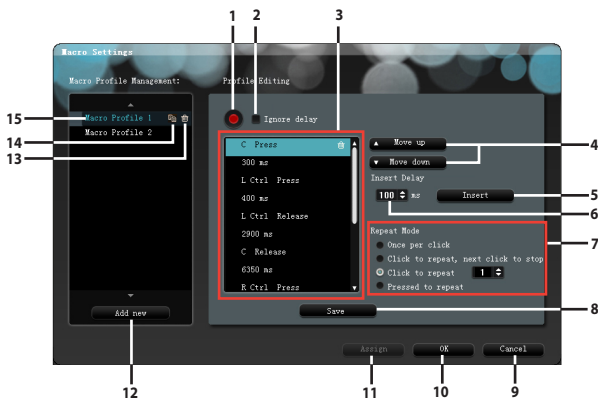 1 2 3
Macro Settings
Macro Profile Management: Profile Editing
15 Macro Profile 1
Ignore delay
14 Macro Profile 2
13
C Press
300 ms
L Ctrl Press
400 ms
L Ctrl Release
2900 ms
C Release
6350 ms
R Ctrl Press
Move up
4
Move down
Insert Delay
100 ms Insert 5
6
Repeat Mode
7
Once per click
Click to repeat, next click to stop
Click to repeat 1
Pressed to repeat
Add new
Save 8
Assign OK Cancel
12 11 10 9